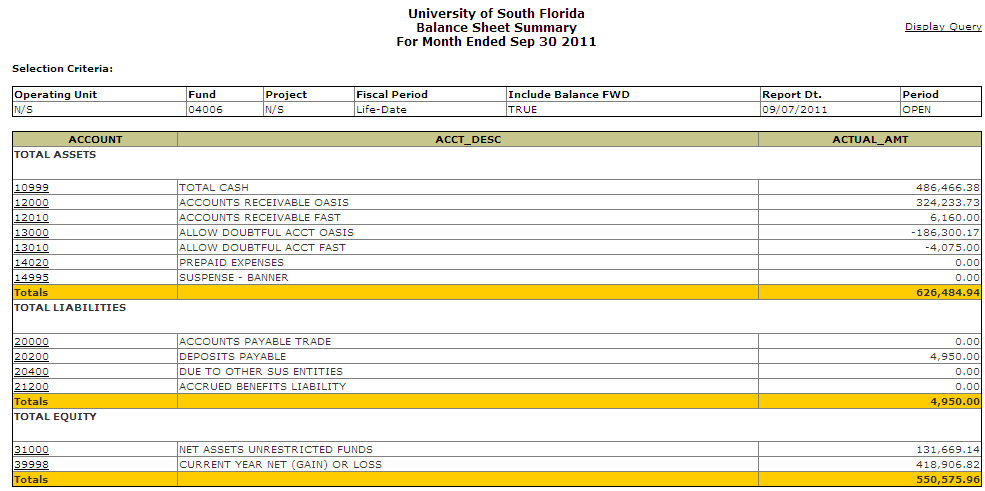 University of South Florida
Balance Sheet Summary
For Month Ended Sep 30 2011
Display Query
Selection Criteria:
Operating Unit Fund Project Fiscal Period Include Balance FWD Report Dt. Period
N/S 04006 N/S Life-Date TRUE 09/07/2011 OPEN
ACCOUNT ACCT_DESC ACTUAL_AMT
TOTAL ASSETS
10999 TOTAL CASH 486,466.38
12000 ACCOUNTS RECEIVABLE OASIS 324,233.73
12010 ACCOUNTS RECEIVABLE FAST 6,160.00
13000 ALLOW DOUBTFUL ACCT OASIS -186,300.17
13010 ALLOW DOUBTFUL ACCT FAST -4,075.00
14020 PREPAID EXPENSES 0.00
14995 SUSPENSE - BANNER 0.00
Totals 626,484.94
TOTAL LIABILITIES
20000 ACCOUNTS PAYABLE TRADE 0.00
20200 DEPOSITS PAYABLE 4,950.00
20400 DUE TO OTHER SUS ENTITIES 0.00
21200 ACCRUED BENEFITS LIABILITY 0.00
Totals 4,950.00
TOTAL EQUITY
31000 NET ASSETS UNRESTRICTED FUNDS 131,669.14
39998 CURRENT YEAR NET (GAIN) OR LOSS 418,906.82
Totals 550,575.96